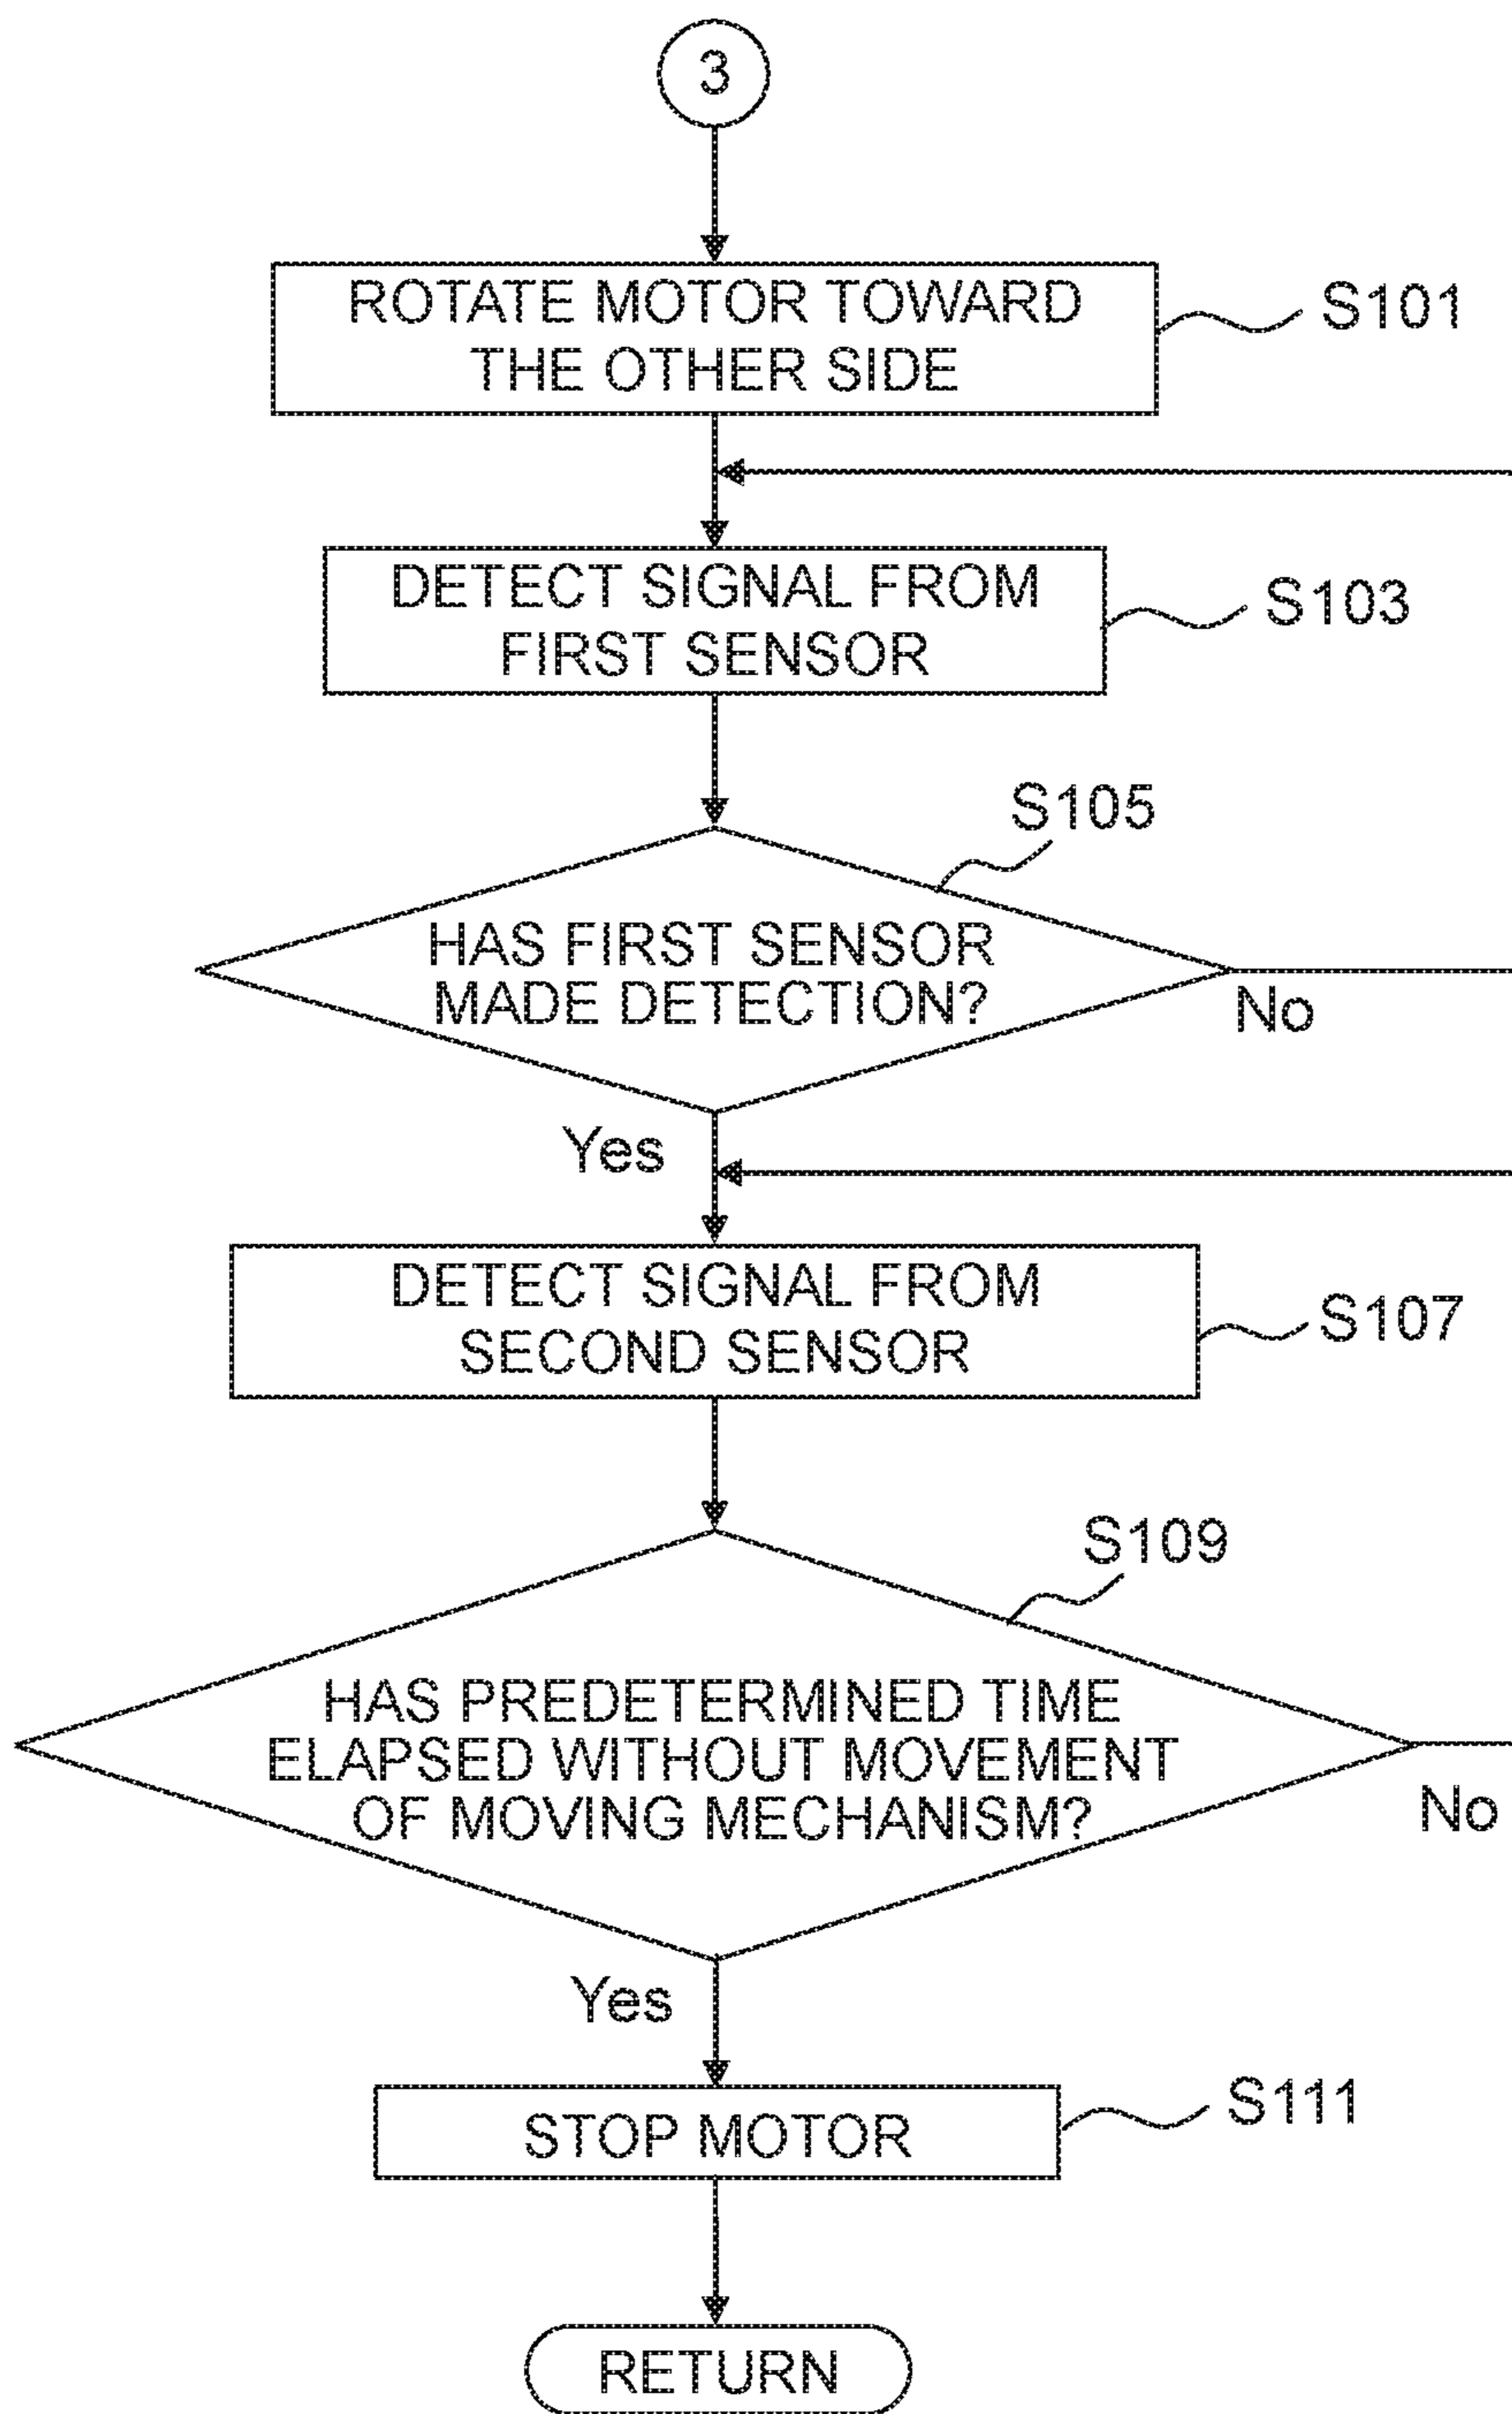 3
ROTATE MOTOR TOWARD
THE OTHER SIDE
S101
DETECT SIGNAL FROM
FIRST SENSOR
S103
S105
HAS FIRST SENSOR
MADE DETECTION?
No
Yes
DETECT SIGNAL FROM
SECOND SENSOR
S107
S109
HAS PREDETERMINED TIME
ELAPSED WITHOUT MOVEMENT
OF MOVING MECHANISM?
No
Yes
STOP MOTOR
S111
RETURN